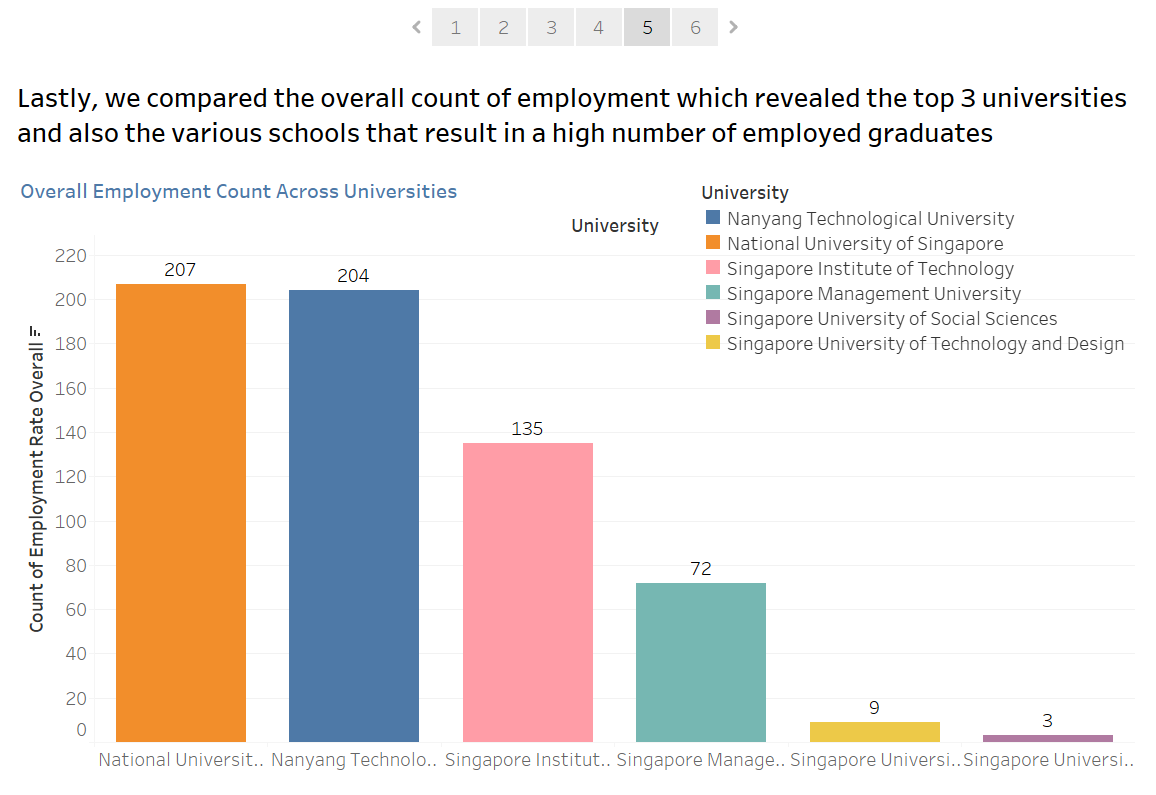 1 2 3 4 5 6
Lastly, we compared the overall count of employment which revealed the top 3 universities
and also the various schools that result in a high number of employed graduates
Overall Employment Count Across Universities
University
University
Nanyang Technological University
National University of Singapore
Singapore Institute of Technology
Singapore Management University
Singapore University of Social Sciences
Singapore University of Technology and Design
Count of Employment Rate Overall
220
200
180
160
140
120
100
80
60
40
20
0
207
204
135
72
9
3
National Universit.. Nanyang Technolo.. Singapore Institut.. Singapore Manage.. Singapore Universi.. Singapore Universi..